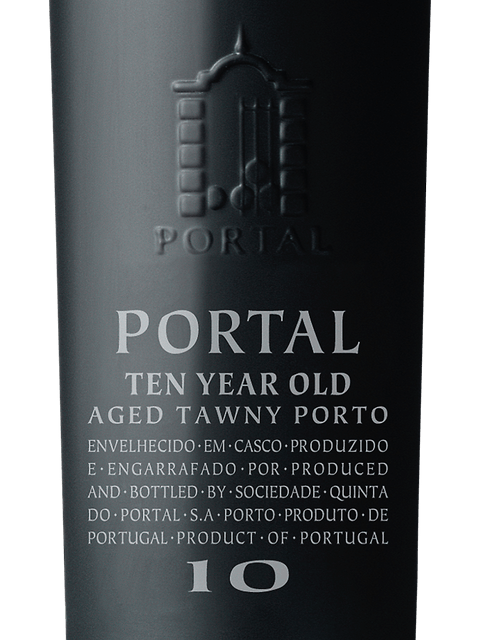 PORTAL
PORTAL
TEN YEAR OLD
AGED TAWNY PORTO
ENVELHECIDO·EM·CASCO·PRODUZIDO
E·ENGARRAFADO·POR·PRODUCED
AND·BOTTLED·BY·SOCIEDADE·QUINTA
DO·PORTAL·S.A·PORTO·PRODUTO·DE
PORTUGAL·PRODUCT·OF·PORTUGAL
10